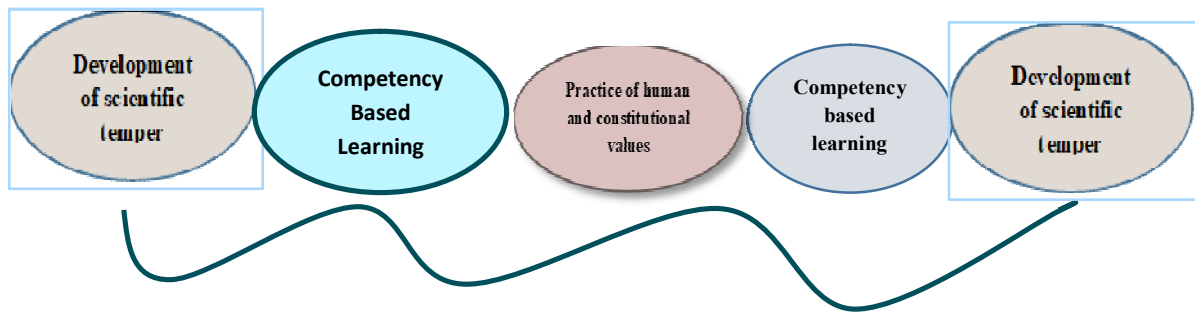 Development
of scientific
temper
Competency
Based
Learning
Practice of human
and constitutional
values
Competency
based
learning
Development
of scientific
temper